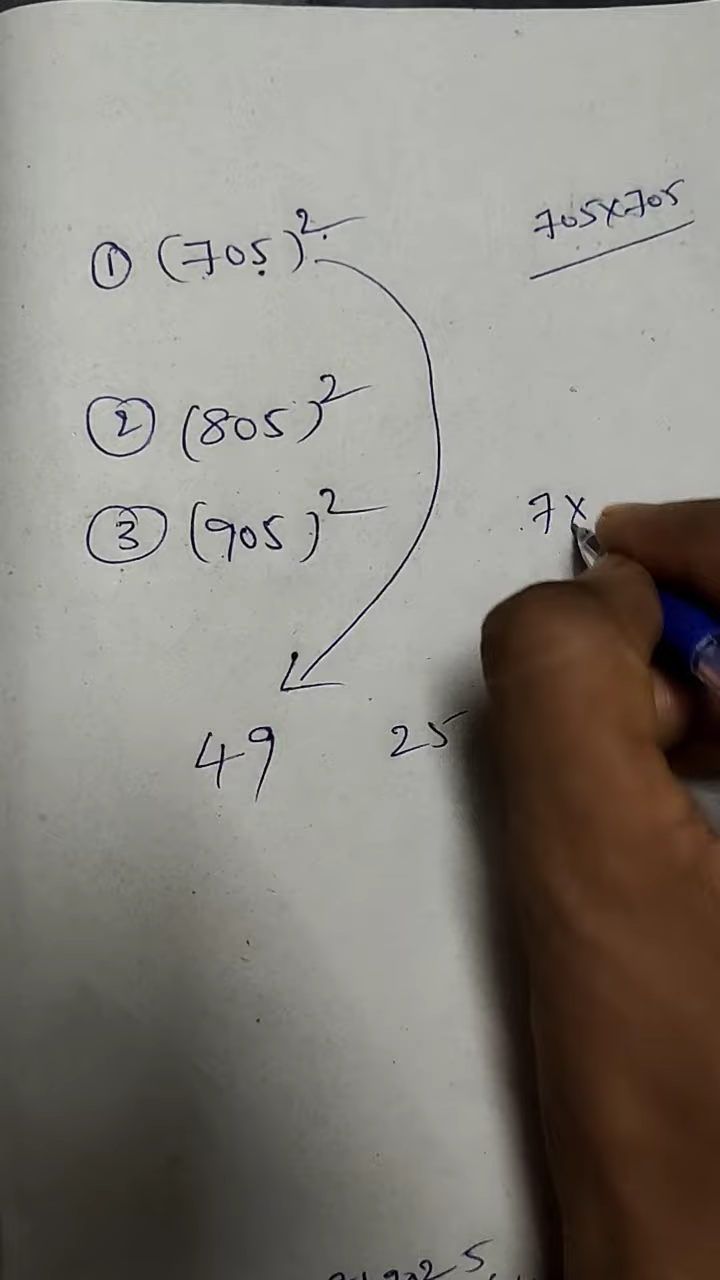 ① (705)²
705x705
② (805)²
③ (905)²
7x
49 25